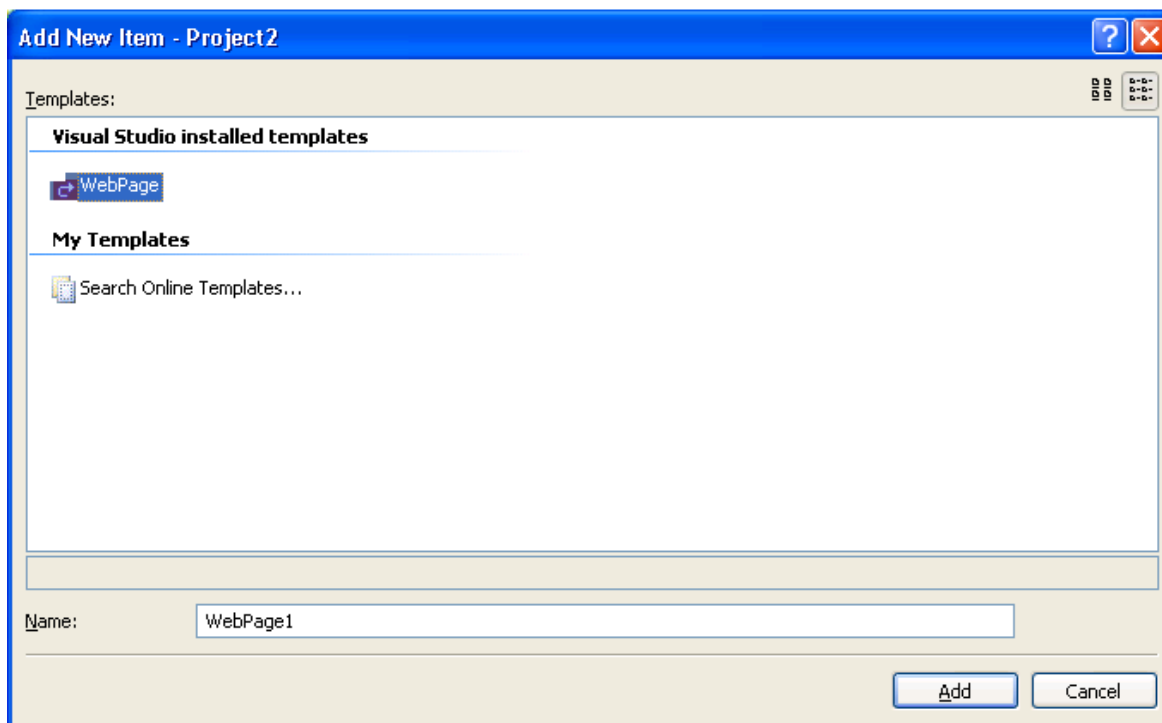 Add New Item - Project2
Templates:
Visual Studio installed templates
WebPage
My Templates
Search Online Templates...
Name:
WebPage1
Add
Cancel